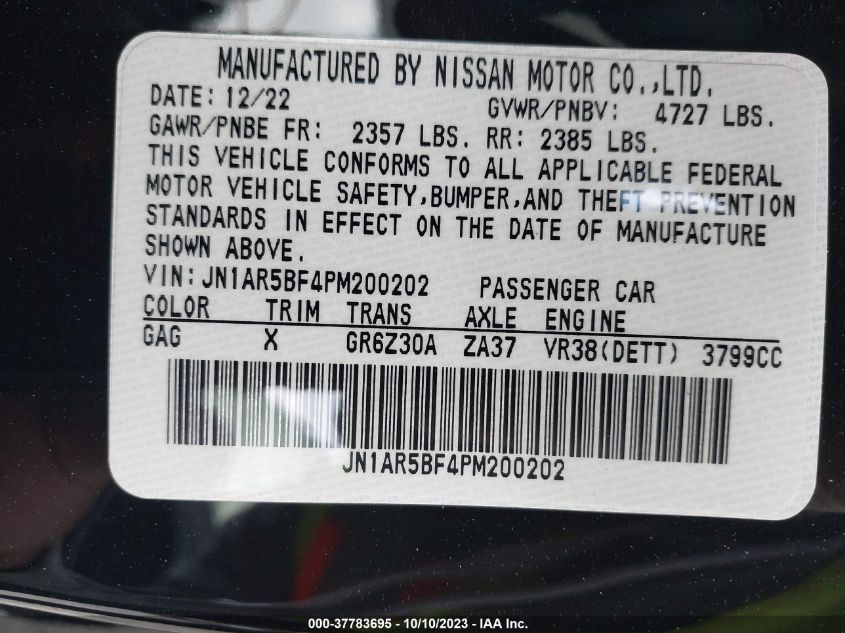 MANUFACTURED BY NISSAN MOTOR CO.,LTD.
DATE: 12/22 GVWR/PNBV: 4727 LBS.
GAWR/PNBE FR: 2357 LBS. RR: 2385 LBS.
THIS VEHICLE CONFORMS TO ALL APPLICABLE FEDERAL
MOTOR VEHICLE SAFETY,BUMPER,AND THEFT PREVENTION
STANDARDS IN EFFECT ON THE DATE OF MANUFACTURE
SHOWN ABOVE.
VIN: JN1AR5BF4PM200202 PASSENGER CAR
COLOR TRIM TRANS AXLE ENGINE
GAG X GR6Z30A ZA37 VR38(DETT) 3799CC
JN1AR5BF4PM200202
000-37783695 - 10/10/2023 - IAA Inc.